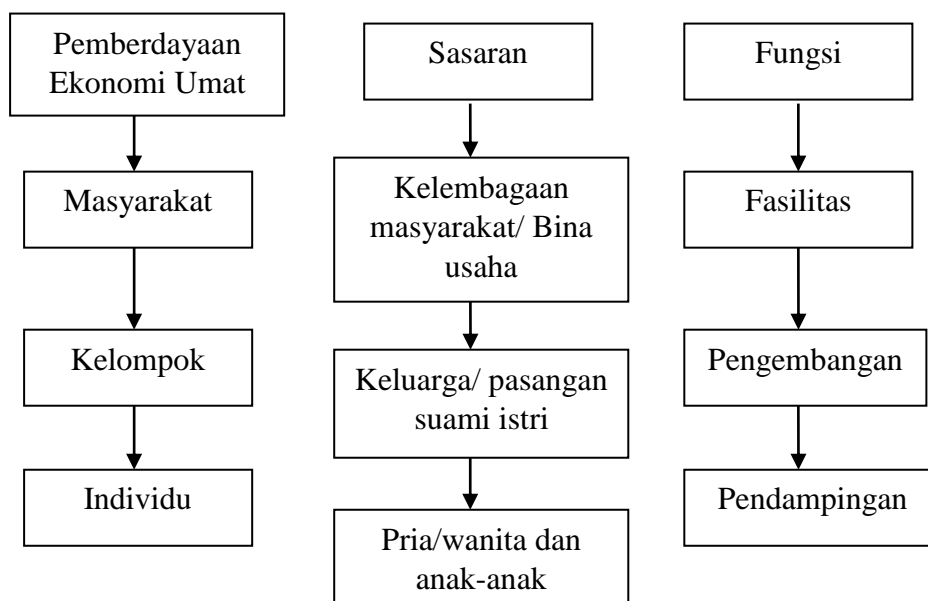 Pemberdayaan
Ekonomi Umat
Masyarakat
Kelompok
Individu
Sasaran
Kelembagaan
masyarakat/ Bina
usaha
Keluarga/ pasangan
suami istri
Pria/wanita dan
anak-anak
Fungsi
Fasilitas
Pengembangan
Pendampingan